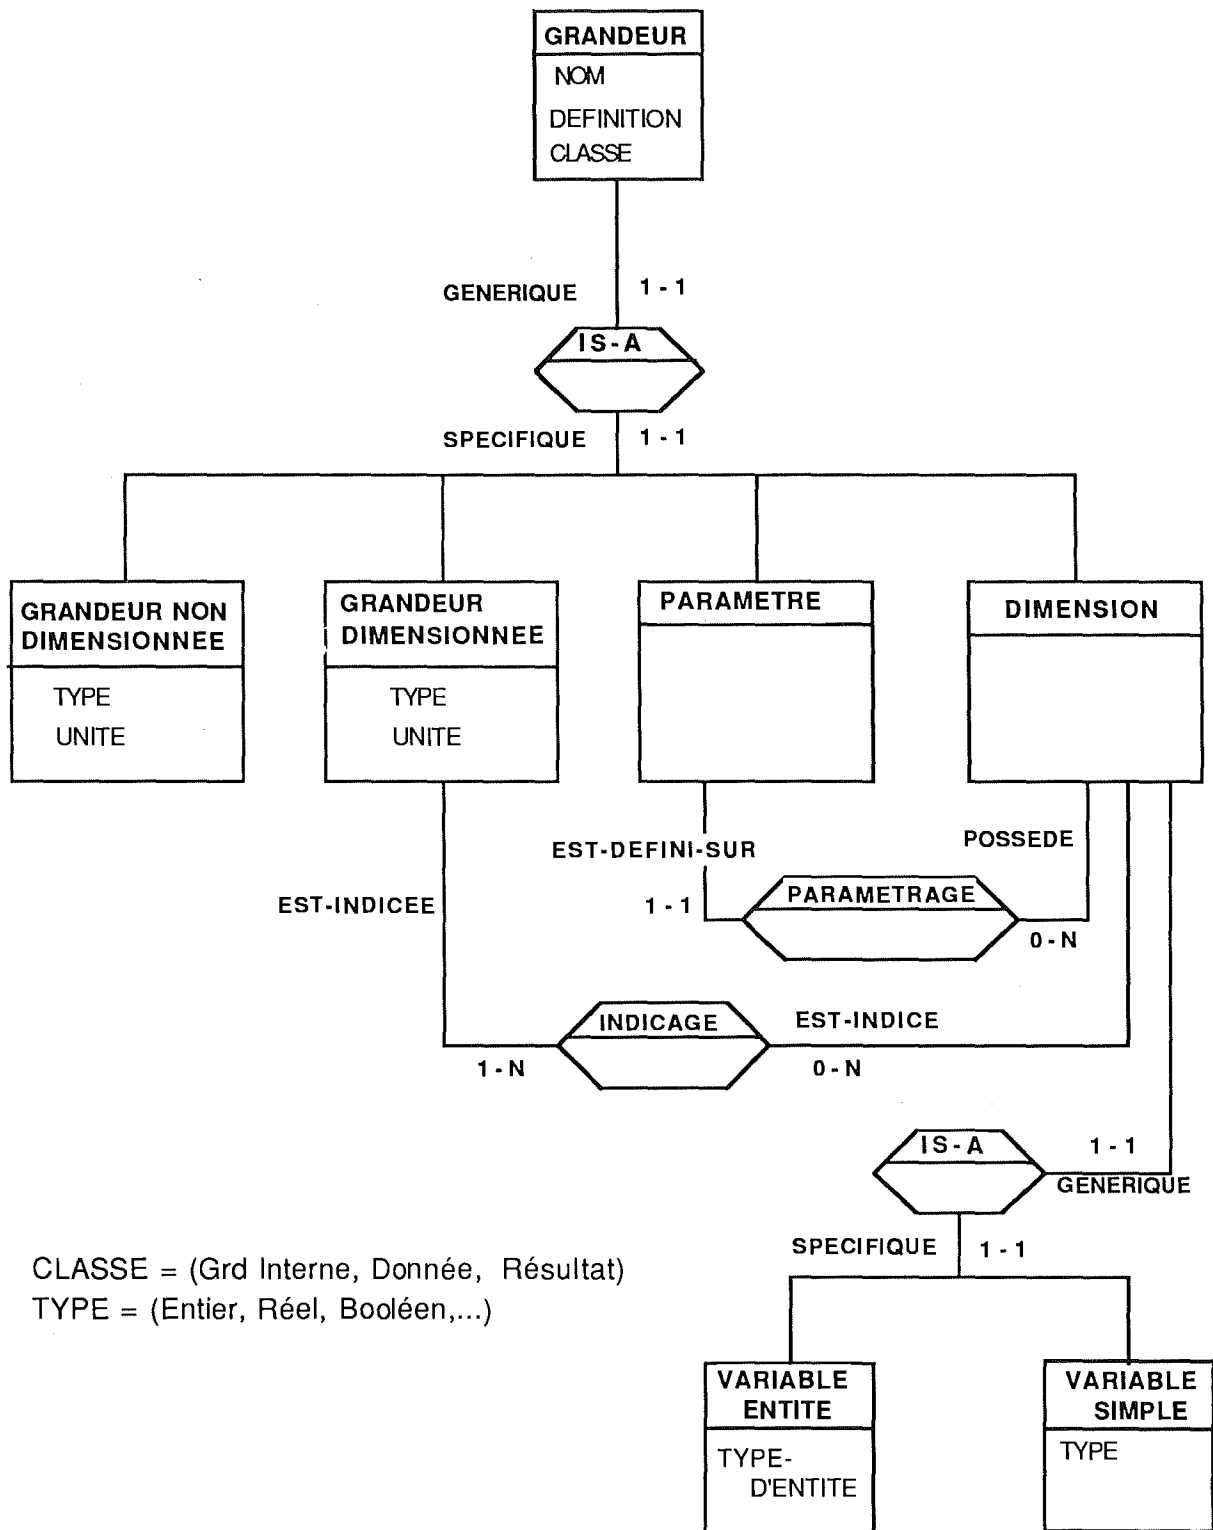 GRANDEUR
NOM
DEFINITION
CLASSE
GENERIQUE 1 - 1
IS-A
SPECIFIQUE 1 - 1
GRANDEUR NON
DIMENSIONNEE
TYPE
UNITE
GRANDEUR
DIMENSIONNEE
TYPE
UNITE
PARAMETRE
DIMENSION
EST-DEFINI-SUR
POSSEDE
EST-INDICEE
1 - 1
PARAMETRAGE
0 - N
INDICAGE
EST-INDICE
1 - N
0 - N
IS-A
1 - 1
GENERIQUE
SPECIFIQUE 1 - 1
CLASSE = (Grd Interne, Donnée, Résultat)
TYPE = (Entier, Réel, Booléen,...)
VARIABLE
ENTITE
TYPE-
D'ENTITE
VARIABLE
SIMPLE
TYPE